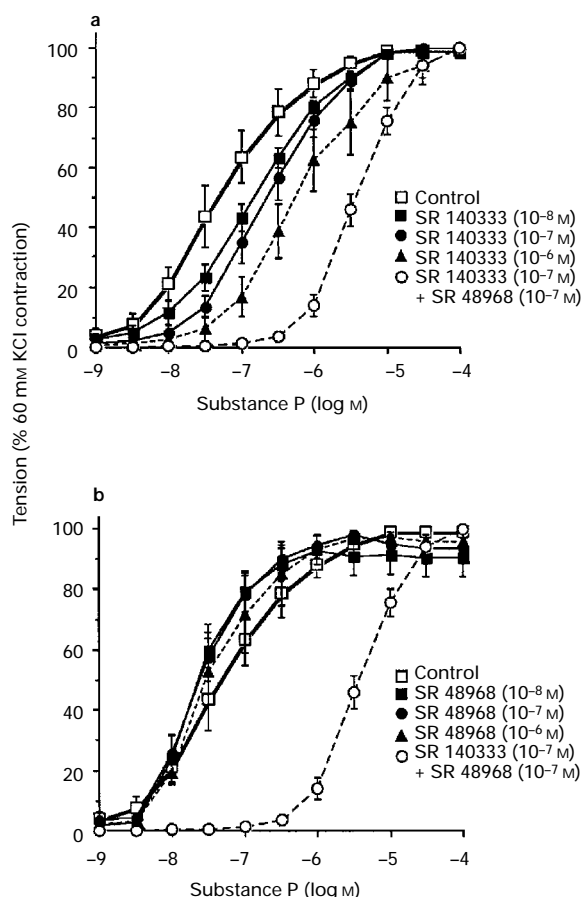 Tension (% 60 mM KCl contraction)
a
100
80
60
40
20
0
−9 −8 −7 −6 −5 −4
Substance P (log M)
Control
SR 140333 (10⁻⁸ M)
SR 140333 (10⁻⁷ M)
SR 140333 (10⁻⁶ M)
SR 140333 (10⁻⁷ M)
+ SR 48968 (10⁻⁷ M)
b
100
80
60
40
20
0
−9 −8 −7 −6 −5 −4
Substance P (log M)
Control
SR 48968 (10⁻⁸ M)
SR 48968 (10⁻⁷ M)
SR 48968 (10⁻⁶ M)
SR 140333 (10⁻⁷ M)
+ SR 48968 (10⁻⁷ M)